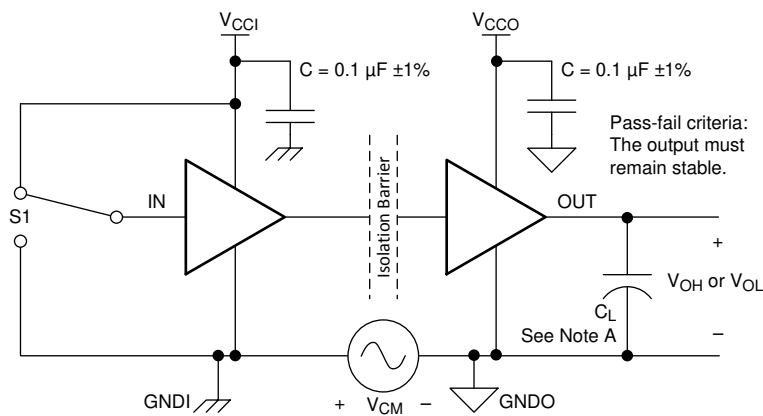 VCCI
VCCO
C = 0.1 µF ±1%
C = 0.1 µF ±1%
Pass-fail criteria:
The output must
remain stable.
S1
IN
Isolation Barrier
OUT
+
VOH or VOL
CL
See Note A
–
GNDI
+ VCM –
GNDO